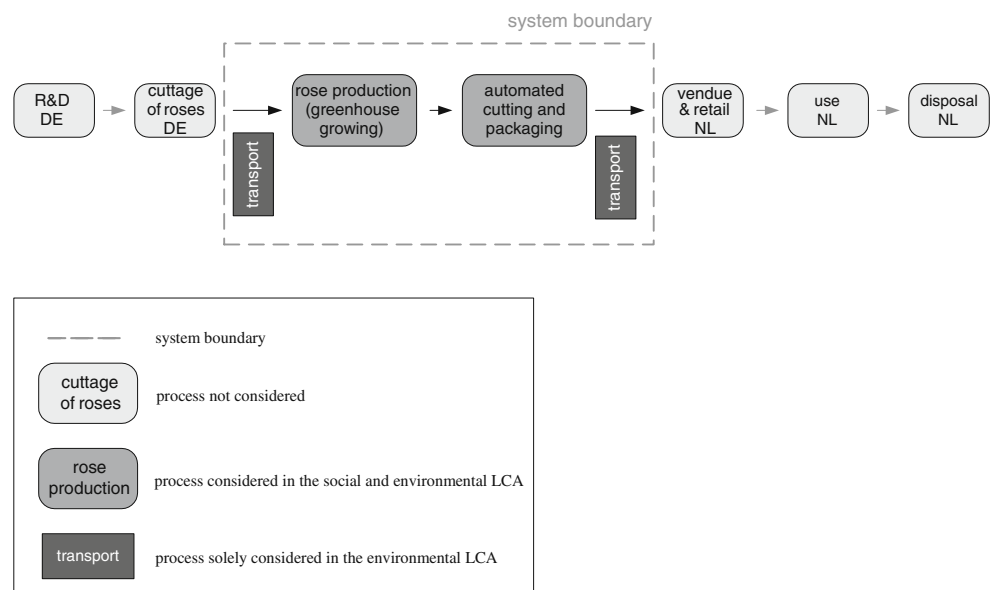 system boundary
R&D
DE
cuttage
of roses
DE
rose production
(greenhouse
growing)
automated
cutting and
packaging
vendue
& retail
NL
use
NL
disposal
NL
transport
transport
system boundary
cuttage
of roses
process not considered
rose
production
process considered in the social and environmental LCA
transport
process solely considered in the environmental LCA